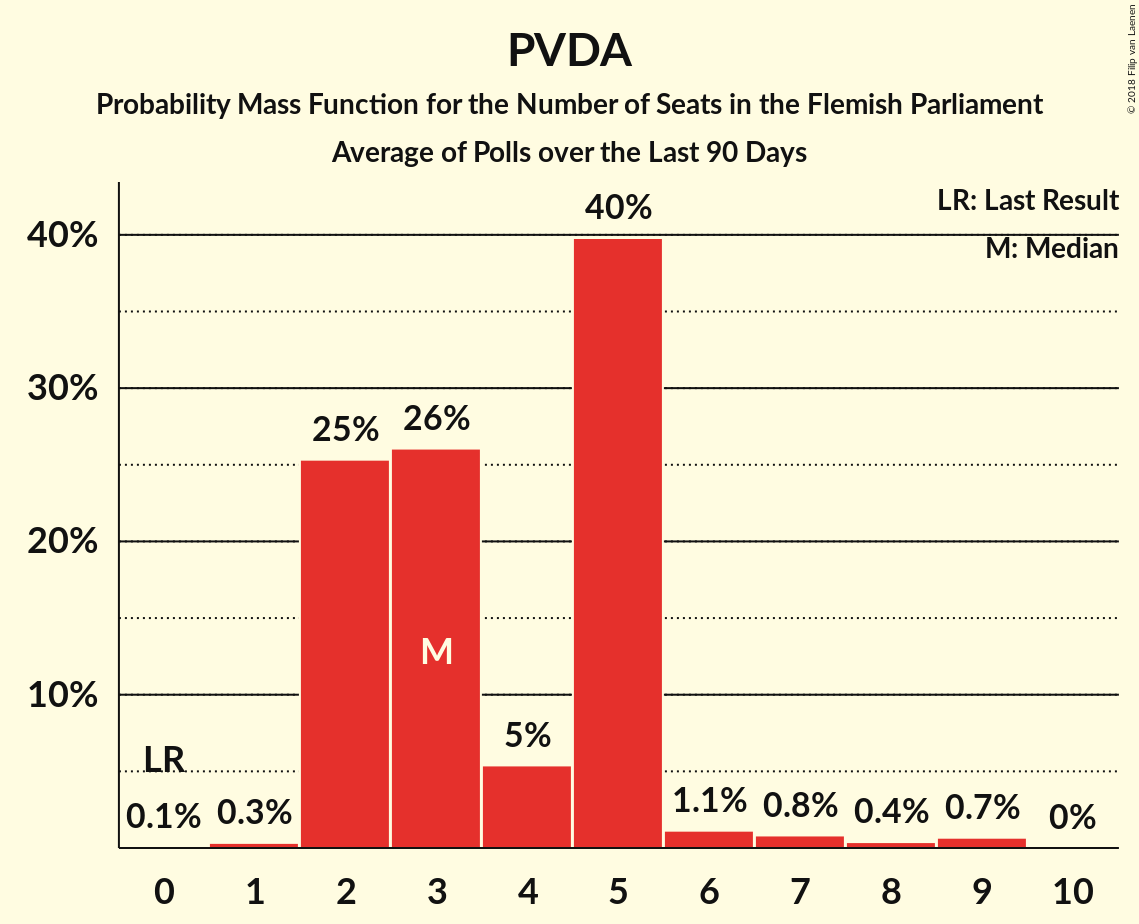 PVDA
Probability Mass Function for the Number of Seats in the Flemish Parliament
Average of Polls over the Last 90 Days
© 2018 Filip van Laenen
LR: Last Result
M: Median
40%
30%
20%
10%
40%
25%
26%
M
5%
LR
0.1%
0.3%
1.1%
0.8%
0.4%
0.7%
0%
0 1 2 3 4 5 6 7 8 9 10